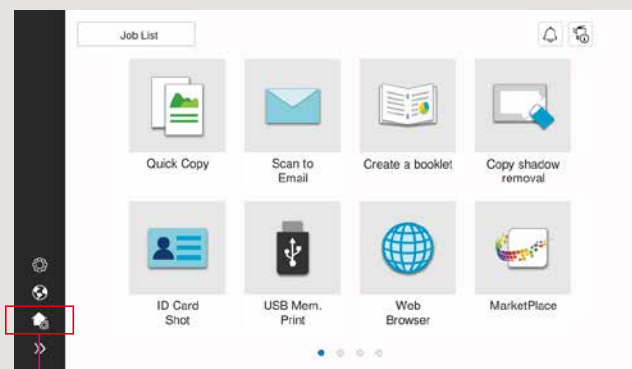 Job List
Quick Copy
Scan to
Email
Create a booklet
Copy shadow
removal
ID Card
Shot
USB Mem.
Print
Web
Browser
MarketPlace